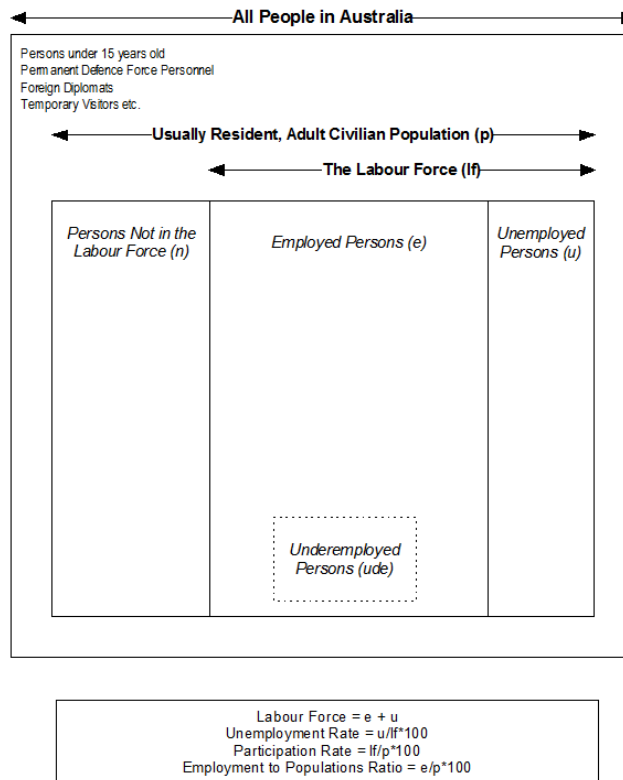 All People in Australia
Persons under 15 years old
Permanent Defence Force Personnel
Foreign Diplomats
Temporary Visitors etc.
Usually Resident, Adult Civilian Population (p)
The Labour Force (lf)
Persons Not in the
Labour Force (n)
Employed Persons (e)
Unemployed
Persons (u)
Underemployed
Persons (ude)
Labour Force = e + u
Unemployment Rate = u/lf*100
Participation Rate = lf/p*100
Employment to Populations Ratio = e/p*100